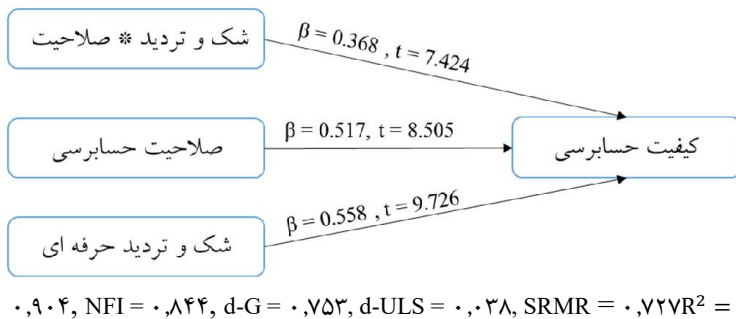 شک و تردید * صلاحیت
β = 0.368 , t = 7.424
صلاحیت حسابرسی
β = 0.517, t = 8.505
کیفیت حسابرسی
شک و تردید حرفه ای
β = 0.558 , t = 9.726
۰,۹۰۴, NFI = ۰,۸۴۴, d-G = ۰,۷۵۳, d-ULS = ۰,۰۳۸, SRMR = ۰,۷۲۷R² =